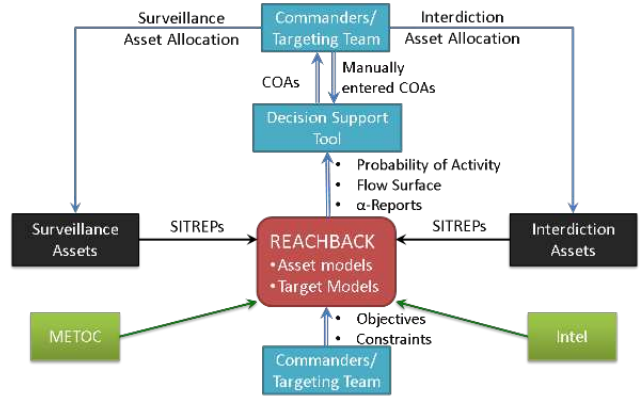 Surveillance
Asset Allocation
Commanders/
Targeting Team
Interdiction
Asset Allocation
COAs
Manually
entered COAs
Decision Support
Tool
• Probability of Activity
• Flow Surface
• α-Reports
Surveillance
Assets
SITREPs
REACHBACK
•Asset models
•Target Models
SITREPs
Interdiction
Assets
METOC
• Objectives
• Constraints
Intel
Commanders/
Targeting Team